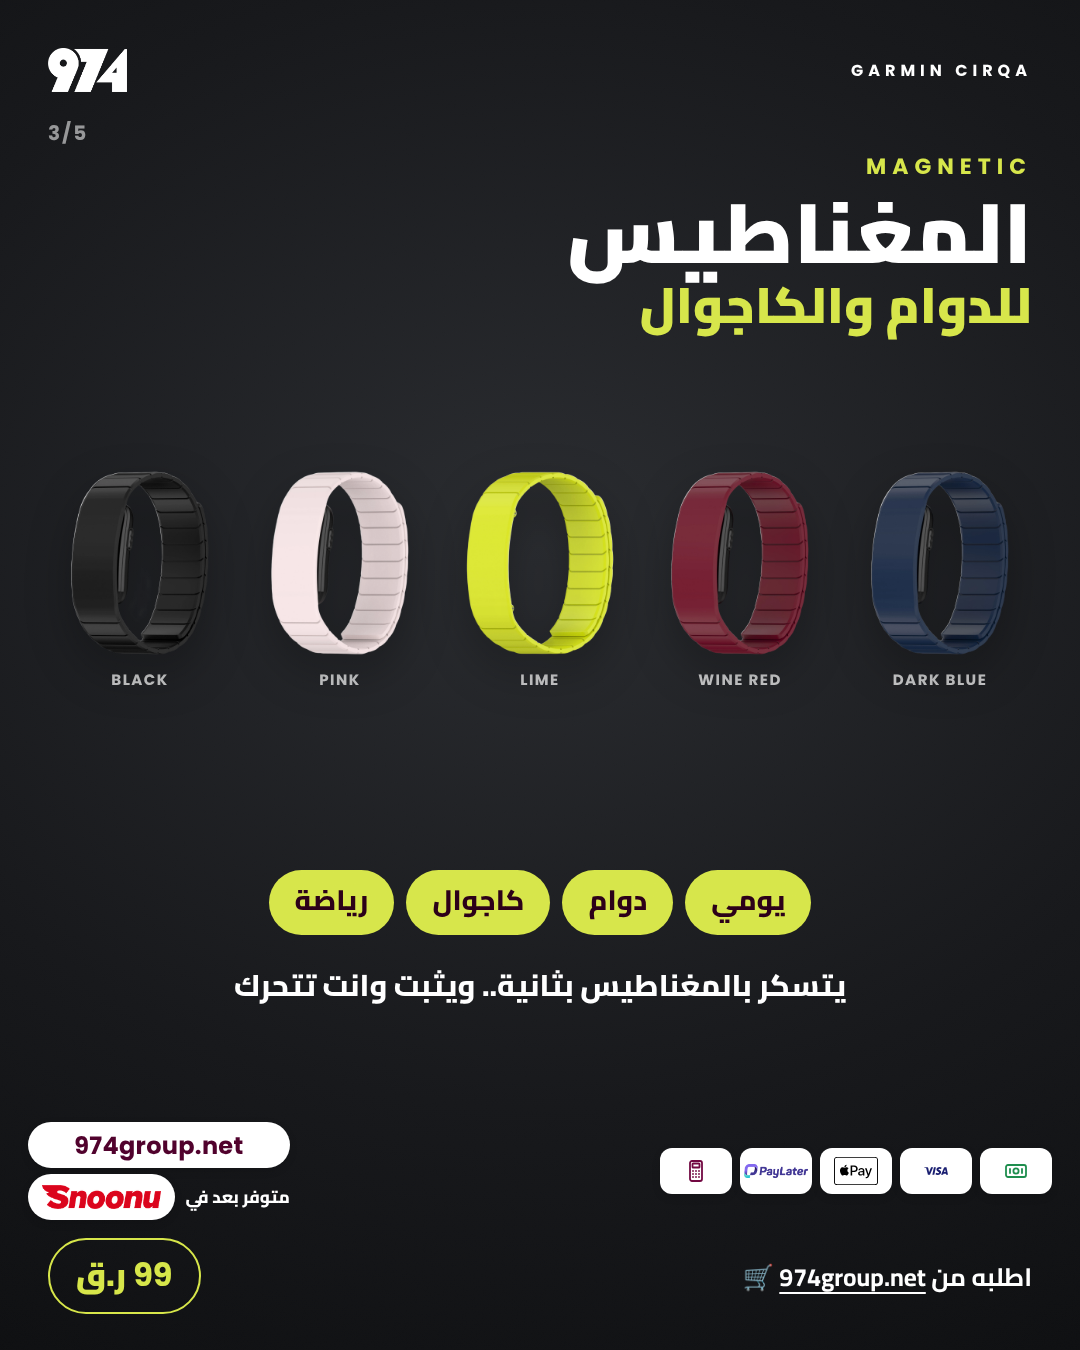 974
GARMIN CIRQA
3/5
MAGNETIC
المغناطيس
للدوام والكاجوال
BLACK
PINK
LIME
WINE RED
DARK BLUE
يومي
دوام
كاجوال
رياضة
يتسكر بالمغناطيس بثانية.. ويثبت وانت تتحرك
974group.net
متوفر بعد في Snoonu
PayLater
Pay
VISA
99 ر.ق
اطلبه من 974group.net